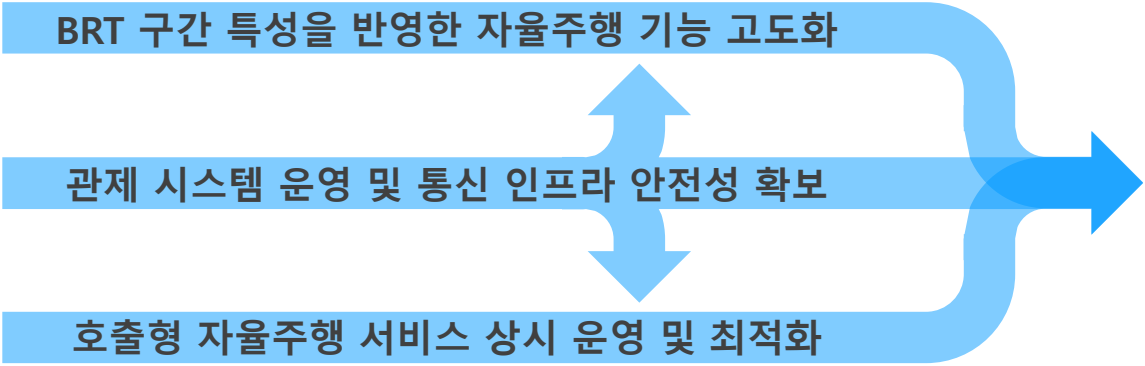 BRT 구간 특성을 반영한 자율주행 기능 고도화
관제 시스템 운영 및 통신 인프라 안전성 확보
호출형 자율주행 서비스 상시 운영 및 최적화